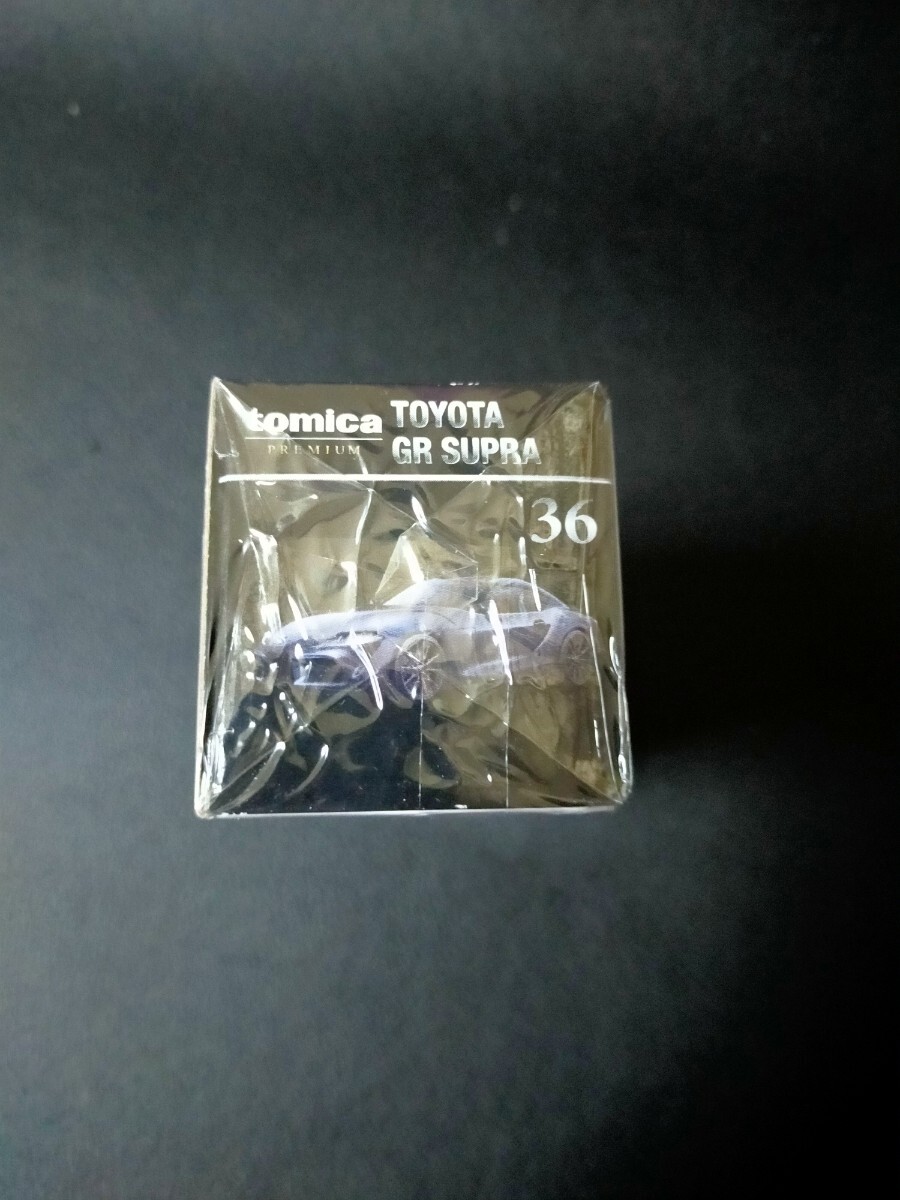 tomica
PREMIUM
TOYOTA
GR SUPRA
36